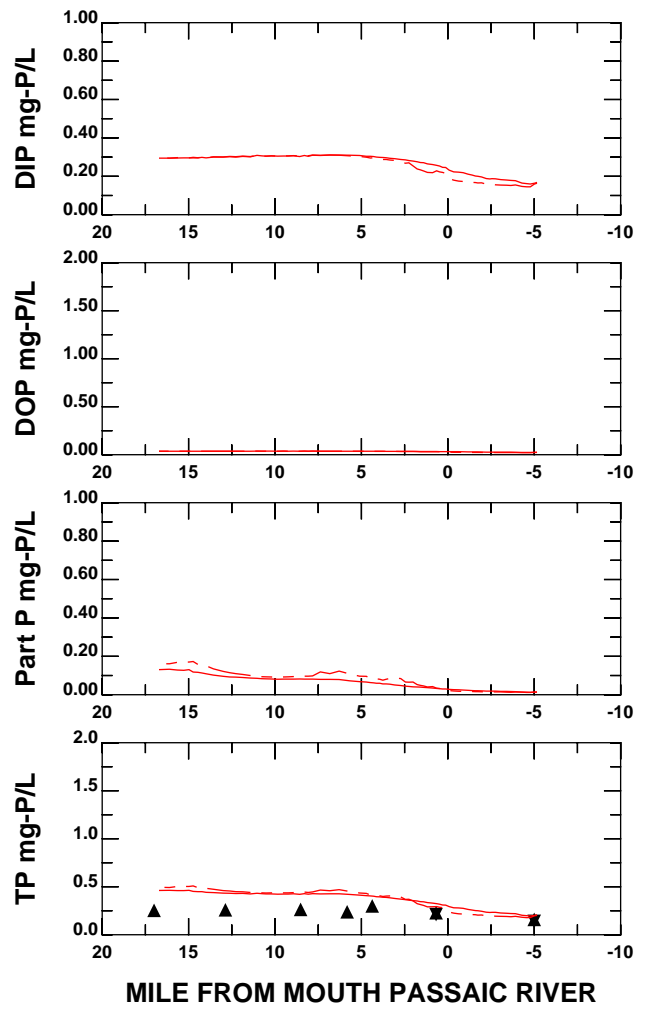 1.00
0.80
0.60
0.40
0.20
0.00
DIP mg-P/L
20 15 10 5 0 -5 -10
2.00
1.50
1.00
0.50
0.00
DOP mg-P/L
20 15 10 5 0 -5 -10
1.00
0.80
0.60
0.40
0.20
0.00
Part P mg-P/L
20 15 10 5 0 -5 -10
2.0
1.5
1.0
0.5
0.0
TP mg-P/L
20 15 10 5 0 -5 -10
MILE FROM MOUTH PASSAIC RIVER